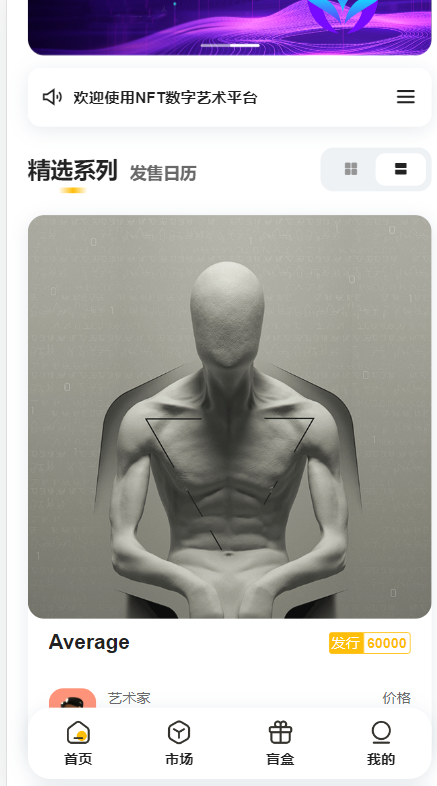 欢迎使用NFT数字艺术平台
精选系列 发售日历
Average 发行 60000
艺术家 价格
首页 市场 盲盒 我的